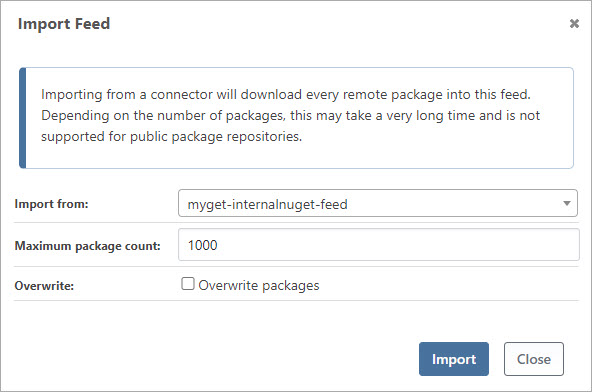 Import Feed
Importing from a connector will download every remote package into this feed.
Depending on the number of packages, this may take a very long time and is not
supported for public package repositories.
Import from: myget-internalnuget-feed
Maximum package count: 1000
Overwrite: Overwrite packages
Import Close